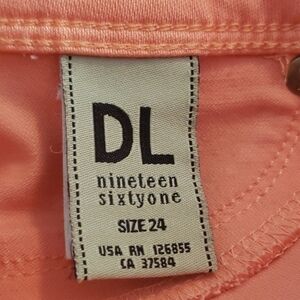 DL
nineteen
sixtyone
SIZE 24
USA RN 126855
CA 37584